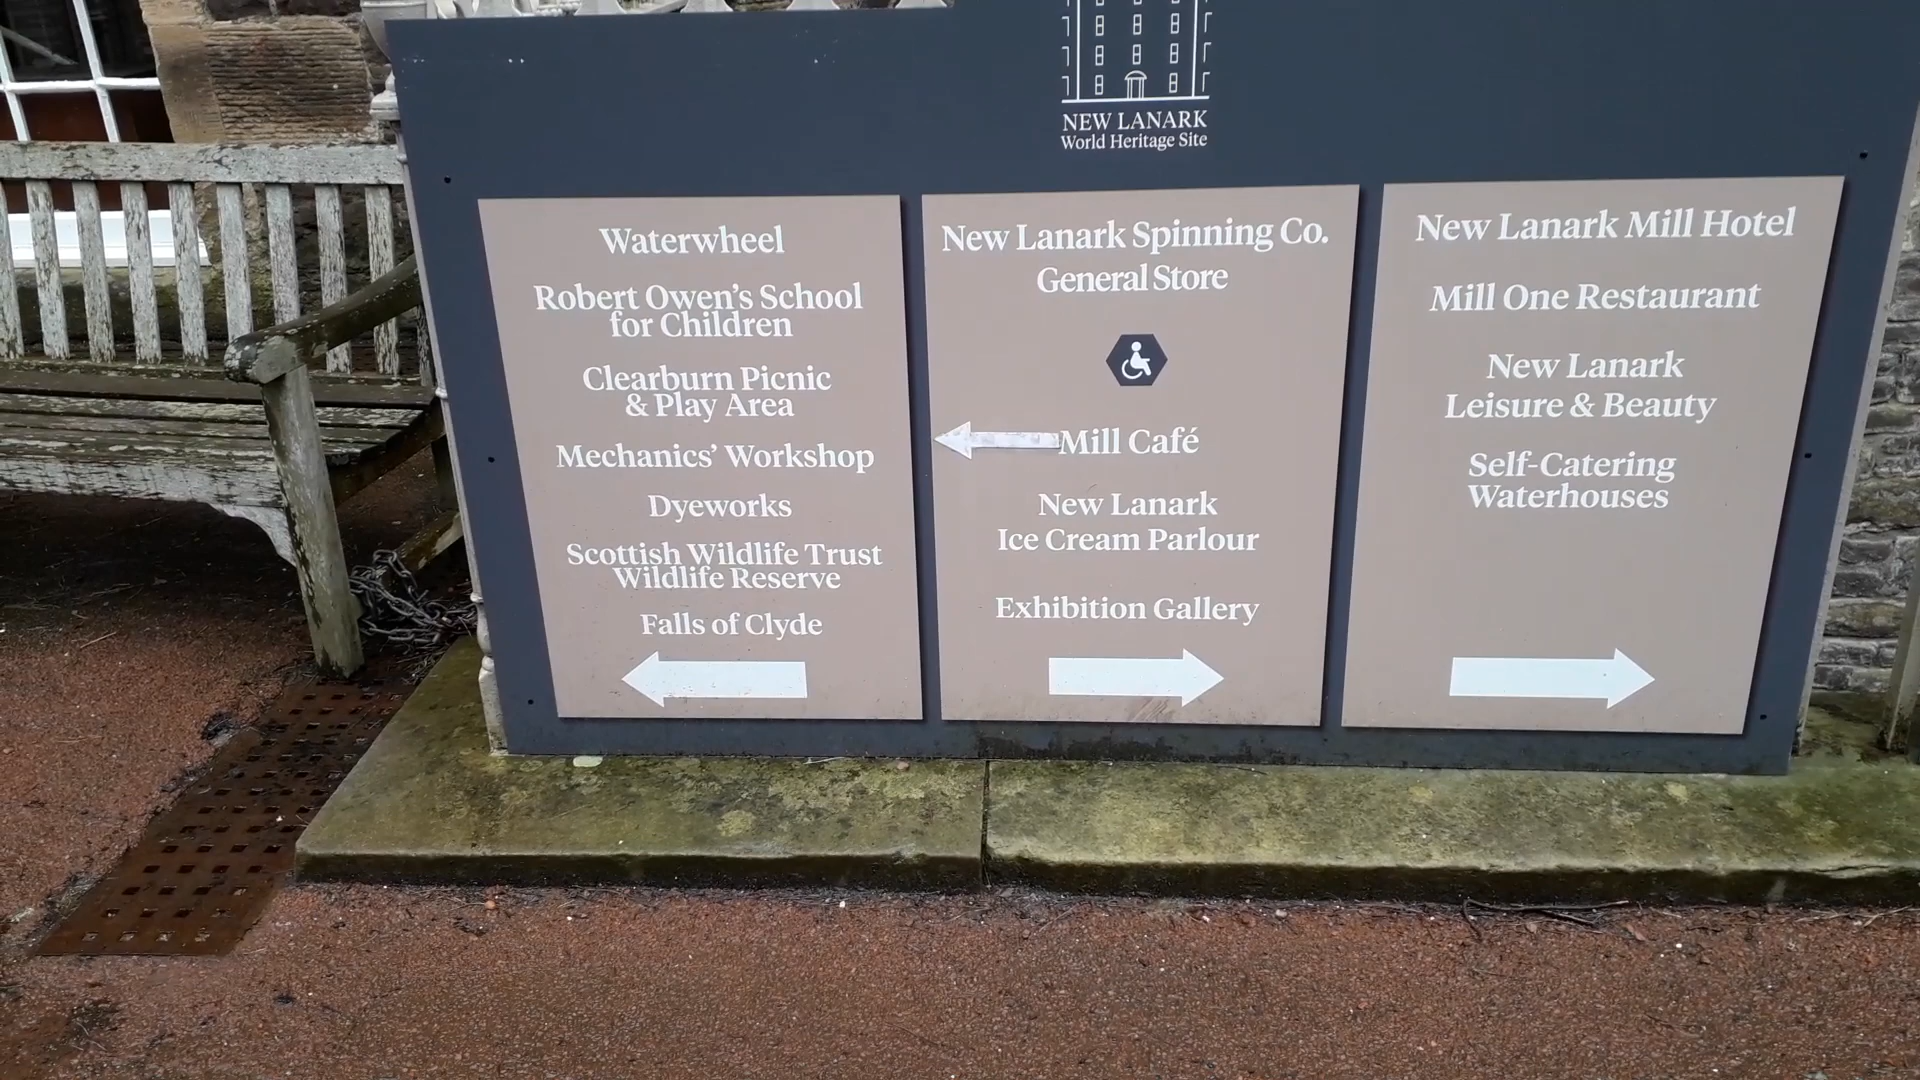 NEW LANARK
World Heritage Site
Waterwheel
Robert Owen's School
for Children
Clearburn Picnic
& Play Area
Mechanics' Workshop
Dyeworks
Scottish Wildlife Trust
Wildlife Reserve
Falls of Clyde
New Lanark Spinning Co.
General Store
Mill Café
New Lanark
Ice Cream Parlour
Exhibition Gallery
New Lanark Mill Hotel
Mill One Restaurant
New Lanark
Leisure & Beauty
Self-Catering
Waterhouses